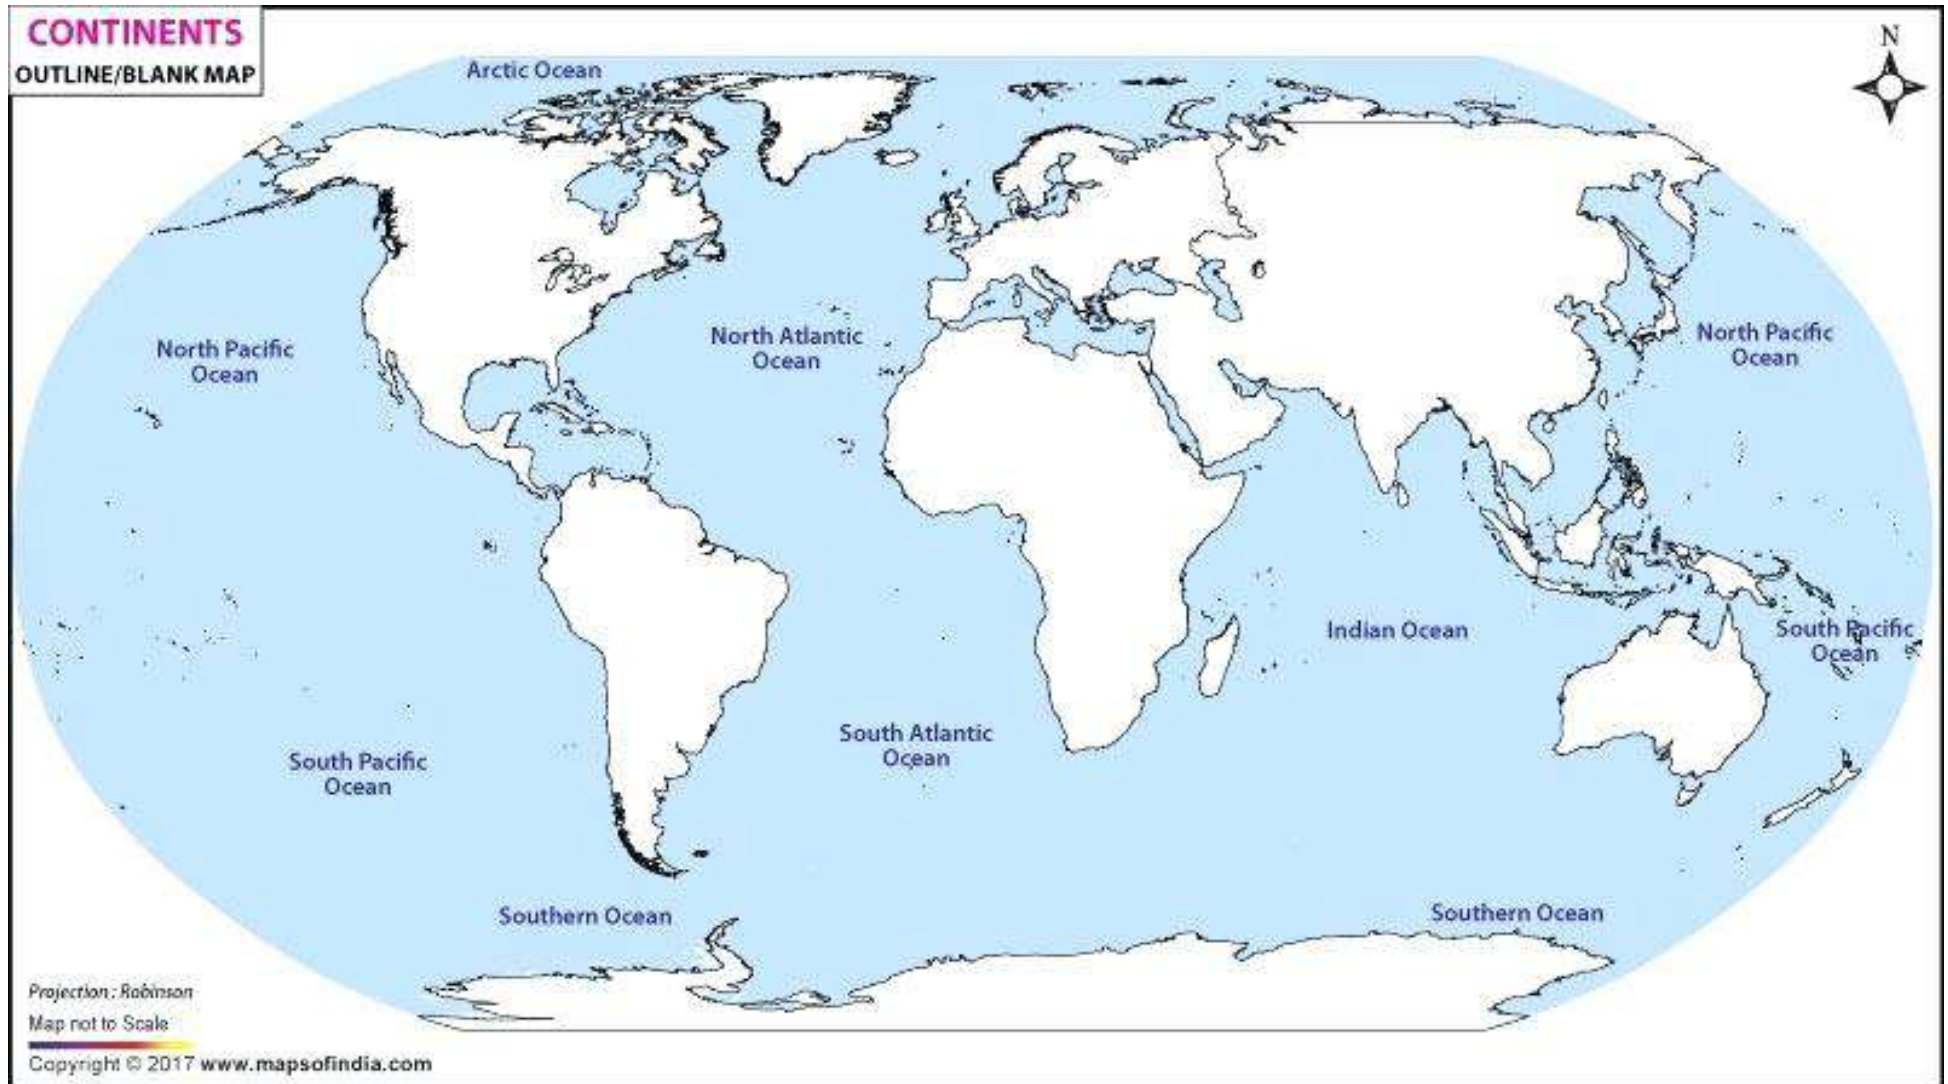 CONTINENTS
OUTLINE/BLANK MAP
N
Arctic Ocean
North Pacific
Ocean
North Atlantic
Ocean
North Pacific
Ocean
Indian Ocean
South Pacific
Ocean
South Atlantic
Ocean
South Pacific
Ocean
Southern Ocean
Southern Ocean
Projection : Robinson
Map not to Scale
Copyright © 2017 www.mapsofindia.com